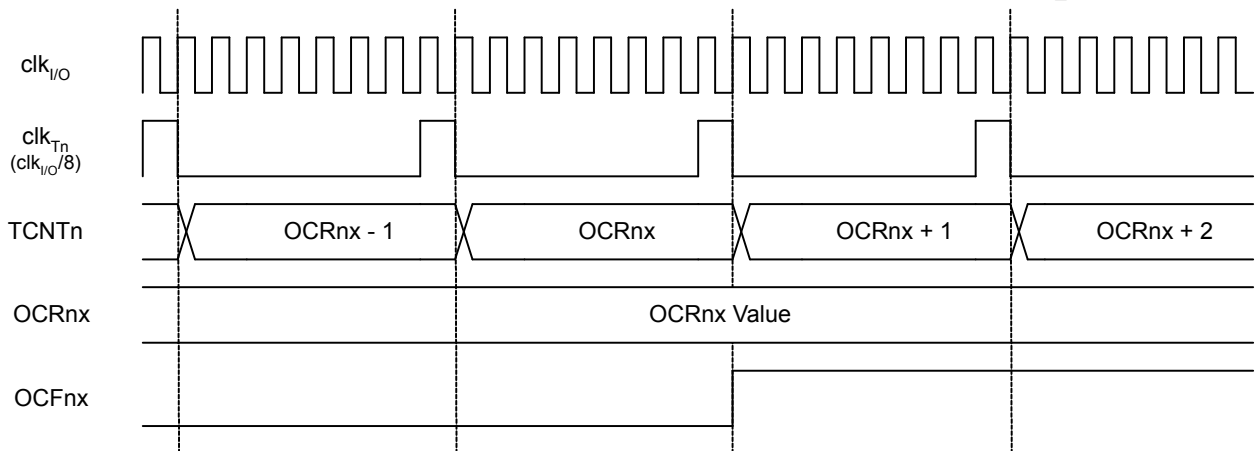 clkI/O
clkTn
(clkI/O/8)
TCNTn OCRnx - 1 OCRnx OCRnx + 1 OCRnx + 2
OCRnx OCRnx Value
OCFnx